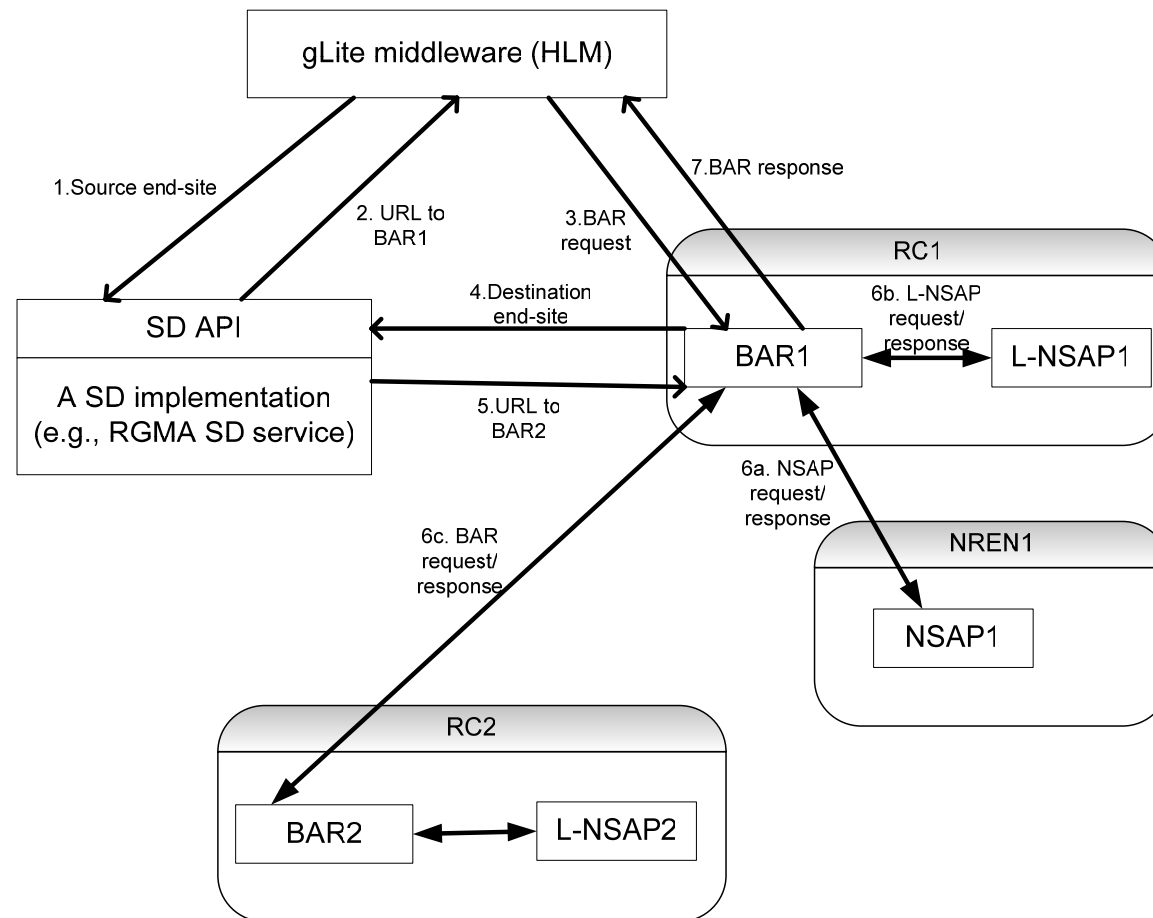 gLite middleware (HLM)
1.Source end-site
2. URL to
BAR1
3.BAR
request
7.BAR response
RC1
SD API
4.Destination
end-site
6b. L-NSAP
request/
response
BAR1
L-NSAP1
A SD implementation
(e.g., RGMA SD service)
5.URL to
BAR2
6a. NSAP
request/
response
6c. BAR
request/
response
NREN1
NSAP1
RC2
BAR2
L-NSAP2